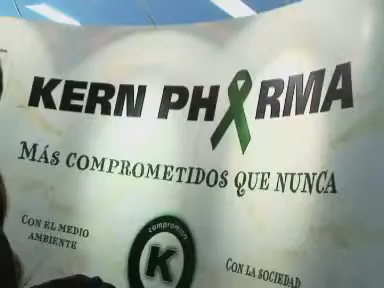 KERN PHARMA
MÁS COMPROMETIDOS QUE NUNCA
CON EL MEDIO
AMBIENTE
compromiso
K
CON LA SOCIEDAD